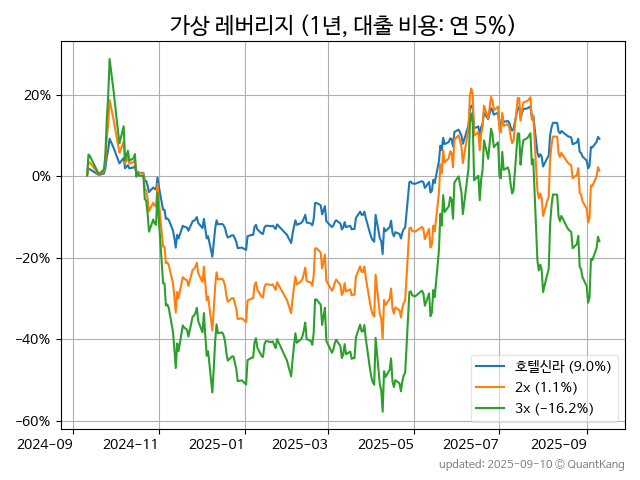 가상 레버리지 (1년, 대출 비용: 연 5%)
20%
0%
−20%
−40%
−60%
호텔신라 (9.0%)
2x (1.1%)
3x (−16.2%)
2024-09
2024-11
2025-01
2025-03
2025-05
2025-07
2025-09
updated: 2025-09-10 © QuantKang